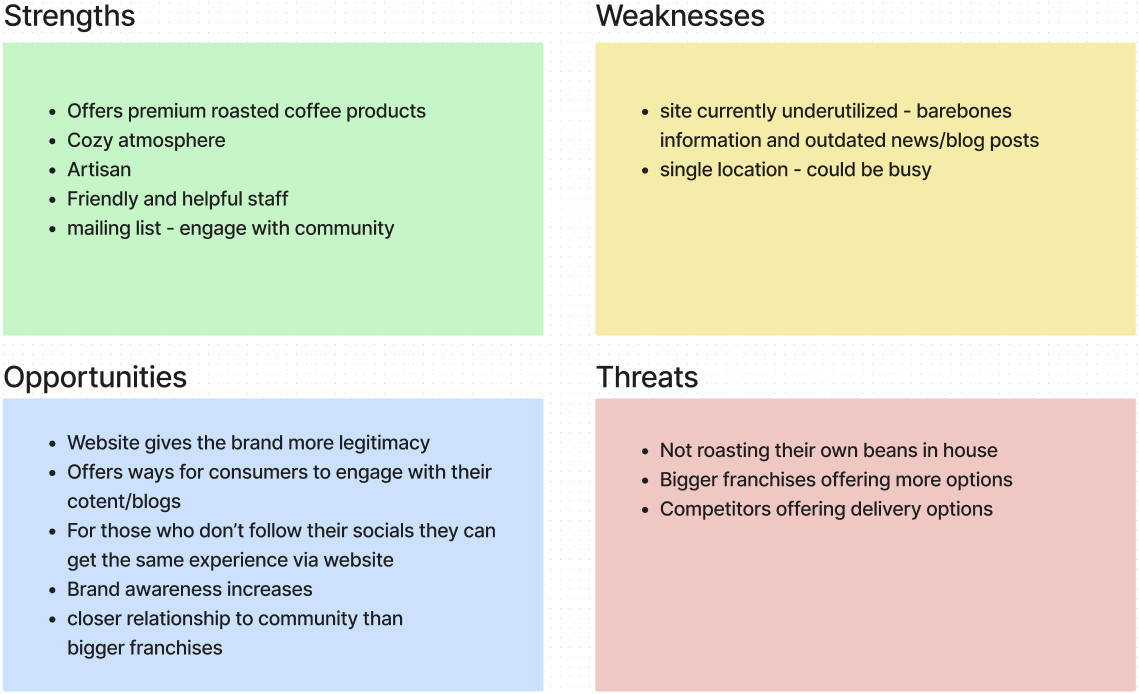 Strengths
• Offers premium roasted coffee products
• Cozy atmosphere
• Artisan
• Friendly and helpful staff
• mailing list - engage with community
Weaknesses
• site currently underutilized - barebones
information and outdated news/blog posts
• single location - could be busy
Opportunities
• Website gives the brand more legitimacy
• Offers ways for consumers to engage with their
cotent/blogs
• For those who don’t follow their socials they can
get the same experience via website
• Brand awareness increases
• closer relationship to community than
bigger franchises
Threats
• Not roasting their own beans in house
• Bigger franchises offering more options
• Competitors offering delivery options